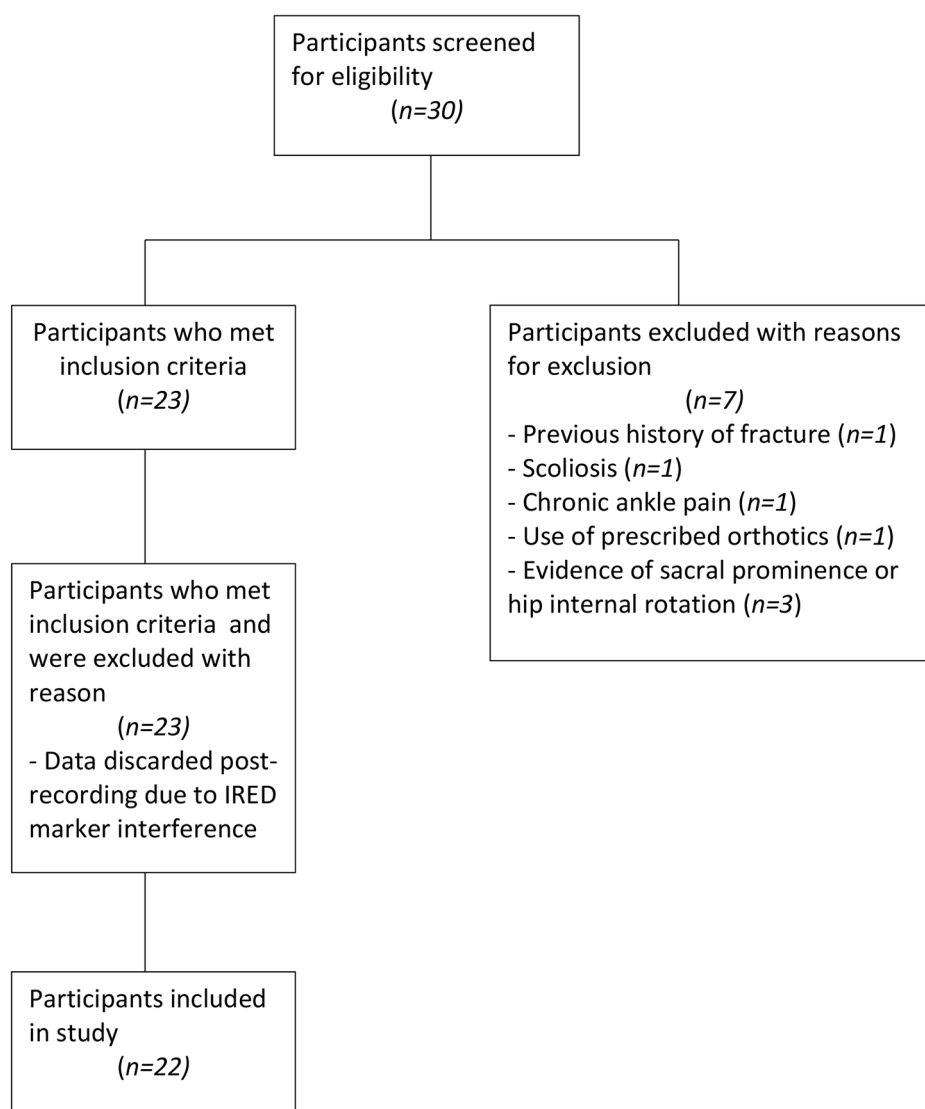 Participants screened
for eligibility
(n=30)
Participants who met
inclusion criteria
(n=23)
Participants excluded with reasons
for exclusion
(n=7)
- Previous history of fracture (n=1)
- Scoliosis (n=1)
- Chronic ankle pain (n=1)
- Use of prescribed orthotics (n=1)
- Evidence of sacral prominence or
hip internal rotation (n=3)
Participants who met
inclusion criteria  and
were excluded with
reason
(n=23)
- Data discarded post-
recording due to IRED
marker interference
Participants included
in study
(n=22)